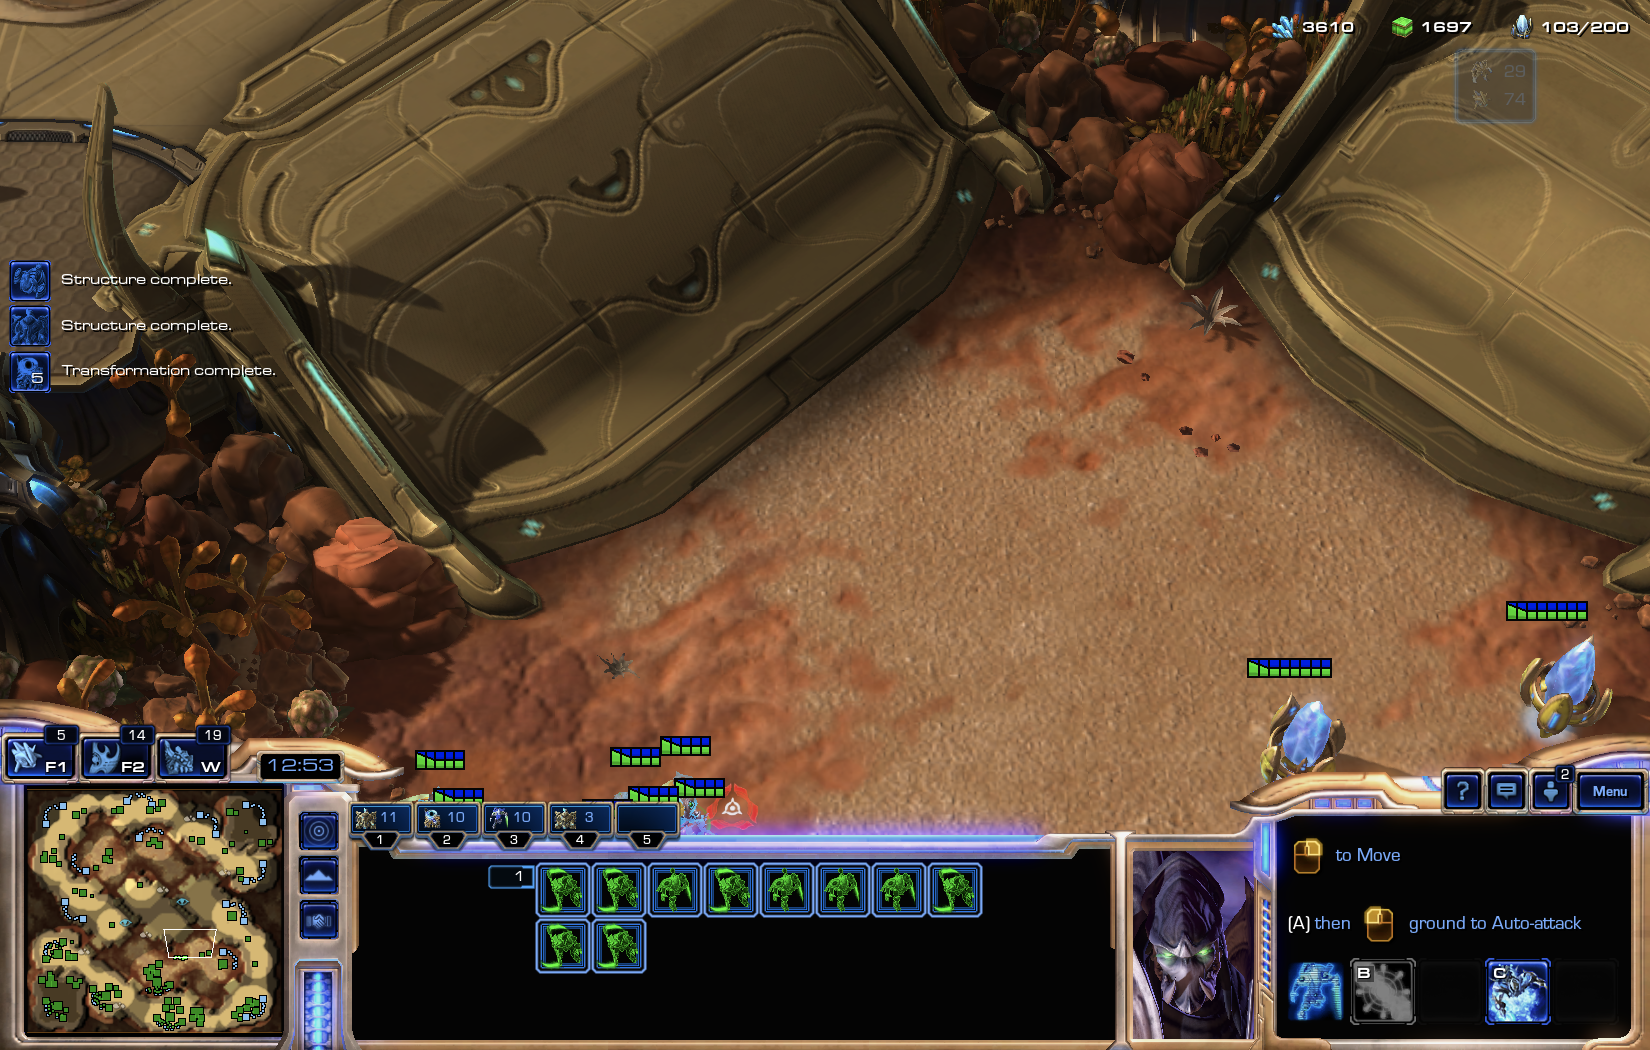 3610 1697 103/200
29
74
Structure complete.
Structure complete.
5 Transformation complete.
5 14 19
F1 F2 W
12:53
2
? Menu
11 10 10 3
1 2 3 4 5
1
to Move
(A) then ground to Auto-attack
B C